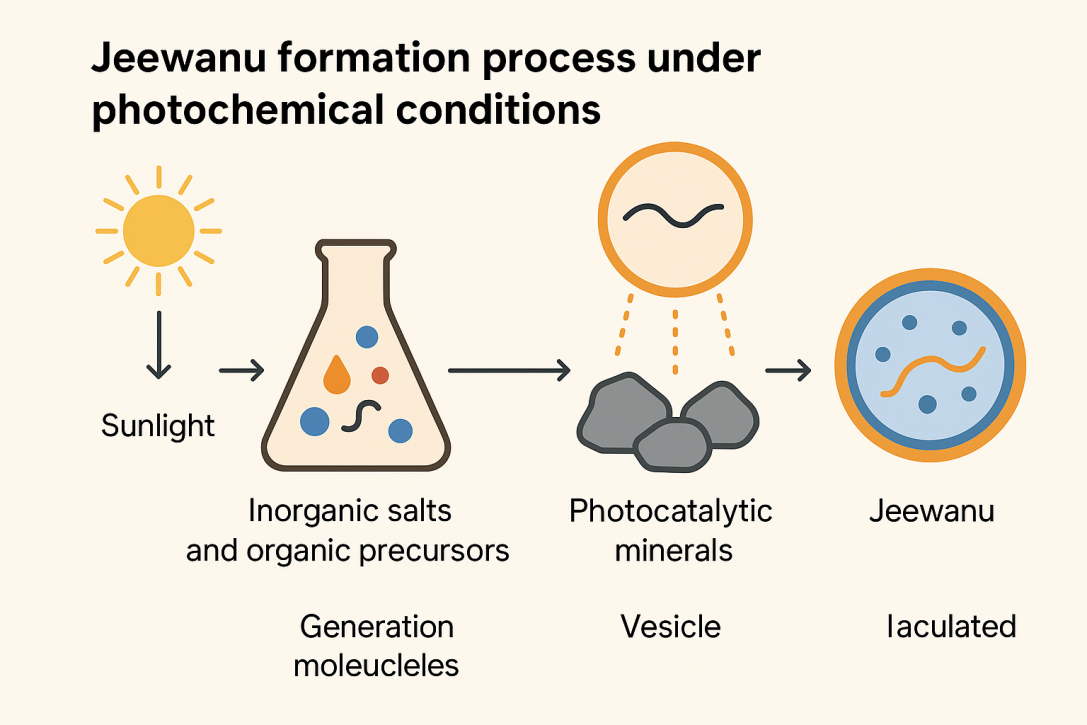 Jeewanu formation process under
photochemical conditions
Sunlight
Inorganic salts
and organic precursors
Photocatalytic
minerals
Jeewanu
Generation
moleucleles
Vesicle
Iaculated